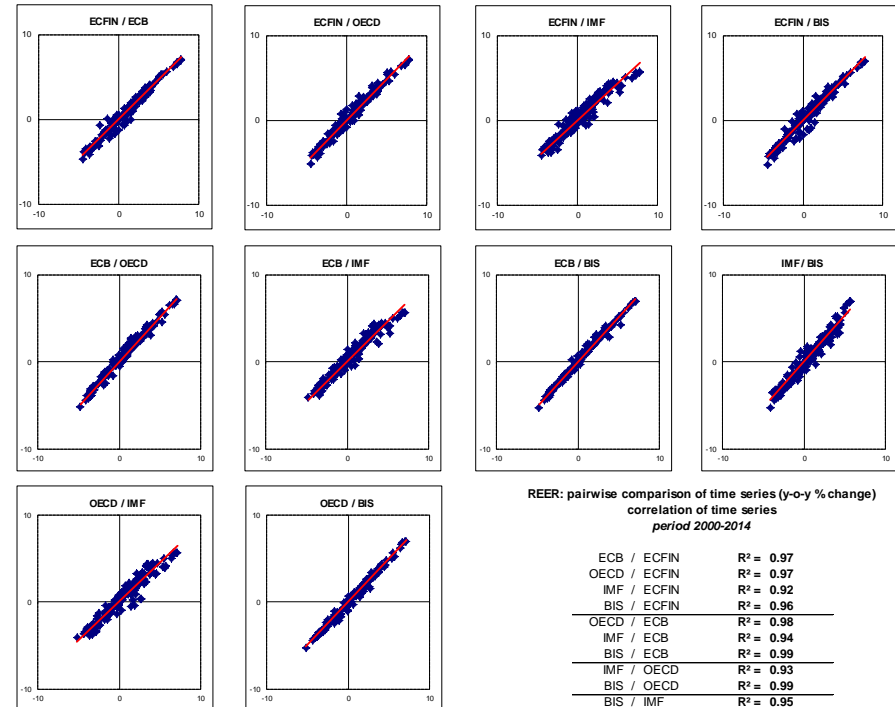 ECFIN / ECB
10
0
-10
-10
0
10
ECFIN / OECD
10
0
-10
-10
0
10
ECFIN / IMF
10
0
-10
-10
0
10
ECFIN / BIS
10
0
-10
-10
0
10
ECB / OECD
10
0
-10
-10
0
10
ECB / IMF
10
0
-10
-10
0
10
ECB / BIS
10
0
-10
-10
0
10
IMF/ BIS
10
0
-10
-10
0
10
OECD / IMF
10
0
-10
-10
0
10
OECD / BIS
10
0
-10
-10
0
10
REER: pairwise comparison of time series (y-o-y % change)
correlation of time series
period 2000-2014
ECB / ECFIN R² = 0.97
OECD / ECFIN R² = 0.97
IMF / ECFIN R² = 0.92
BIS / ECFIN R² = 0.96
OECD / ECB R² = 0.98
IMF / ECB R² = 0.94
BIS / ECB R² = 0.99
IMF / OECD R² = 0.93
BIS / OECD R² = 0.99
BIS / IMF R² = 0.95